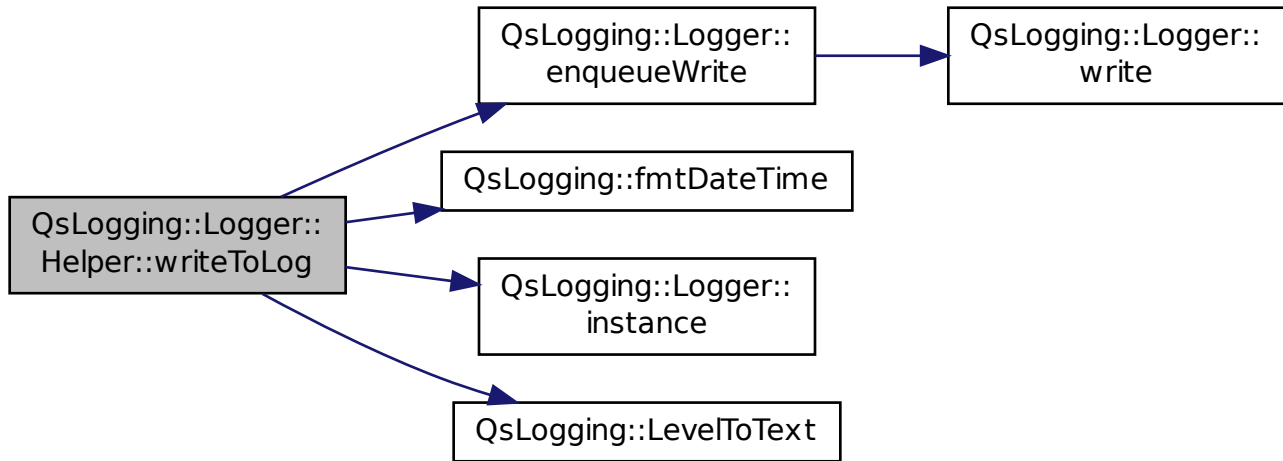 QsLogging::Logger::
Helper::writeToLog
QsLogging::Logger::
enqueueWrite
QsLogging::Logger::
write
QsLogging::fmtDateTime
QsLogging::Logger::
instance
QsLogging::LevelToText